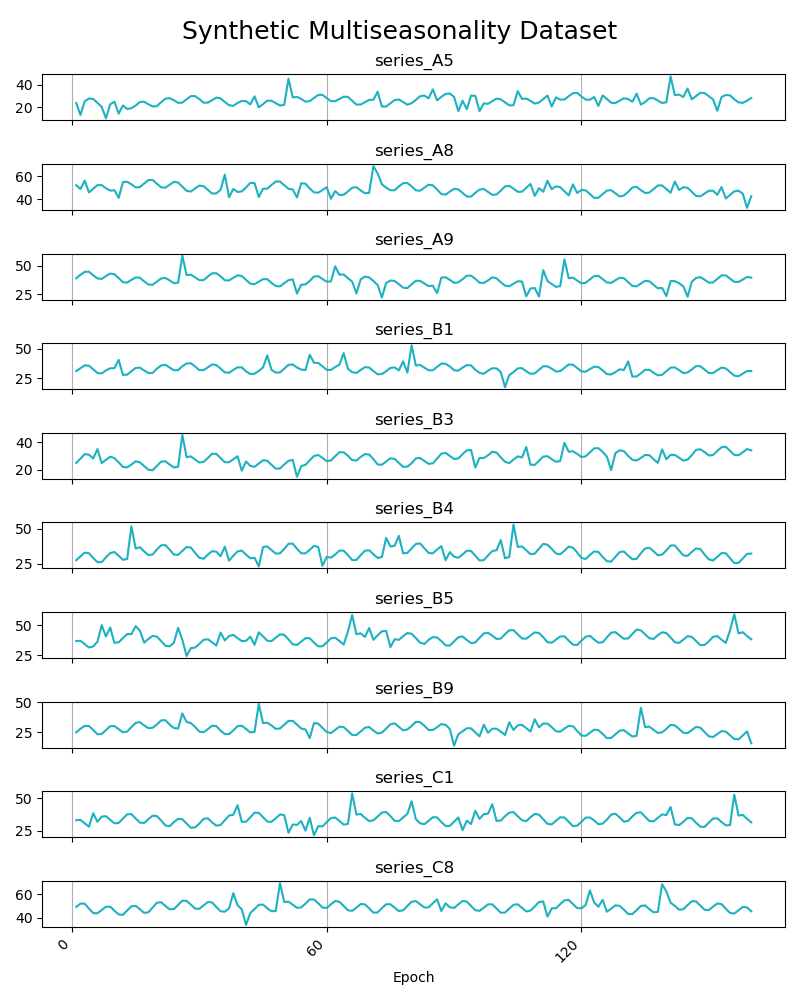 Synthetic Multiseasonality Dataset
series_A5
40
20
series_A8
60
40
series_A9
50
25
series_B1
50
25
series_B3
40
20
series_B4
50
25
series_B5
50
25
series_B9
50
25
series_C1
50
25
series_C8
60
40
0 60 120
Epoch